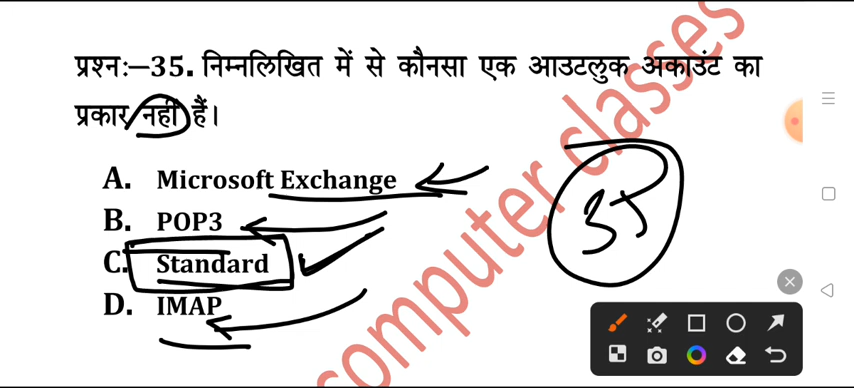 प्रश्नः–35. निम्नलिखित में से कौनसा एक आउटलुक अकाउंट का
प्रकार नही हैं।
A. Microsoft Exchange
B. POP3
C. Standard
D. IMAP
35
computer classes